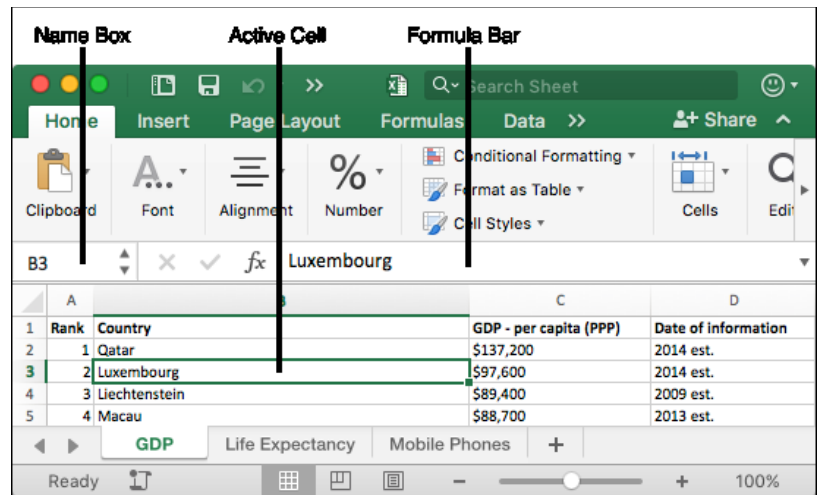 Name Box Active Cell Formula Bar
Search Sheet
Home Insert Page Layout Formulas Data >> Share
Conditional Formatting
Format as Table
Cell Styles
Clipboard Font Alignment Number Cells Edi
B3 fx Luxembourg
A B C D
1 Rank Country GDP - per capita (PPP) Date of information
2 1 Qatar $137,200 2014 est.
3 2 Luxembourg $97,600 2014 est.
4 3 Liechtenstein $89,400 2009 est.
5 4 Macau $88,700 2013 est.
GDP Life Expectancy Mobile Phones +
Ready - + 100%